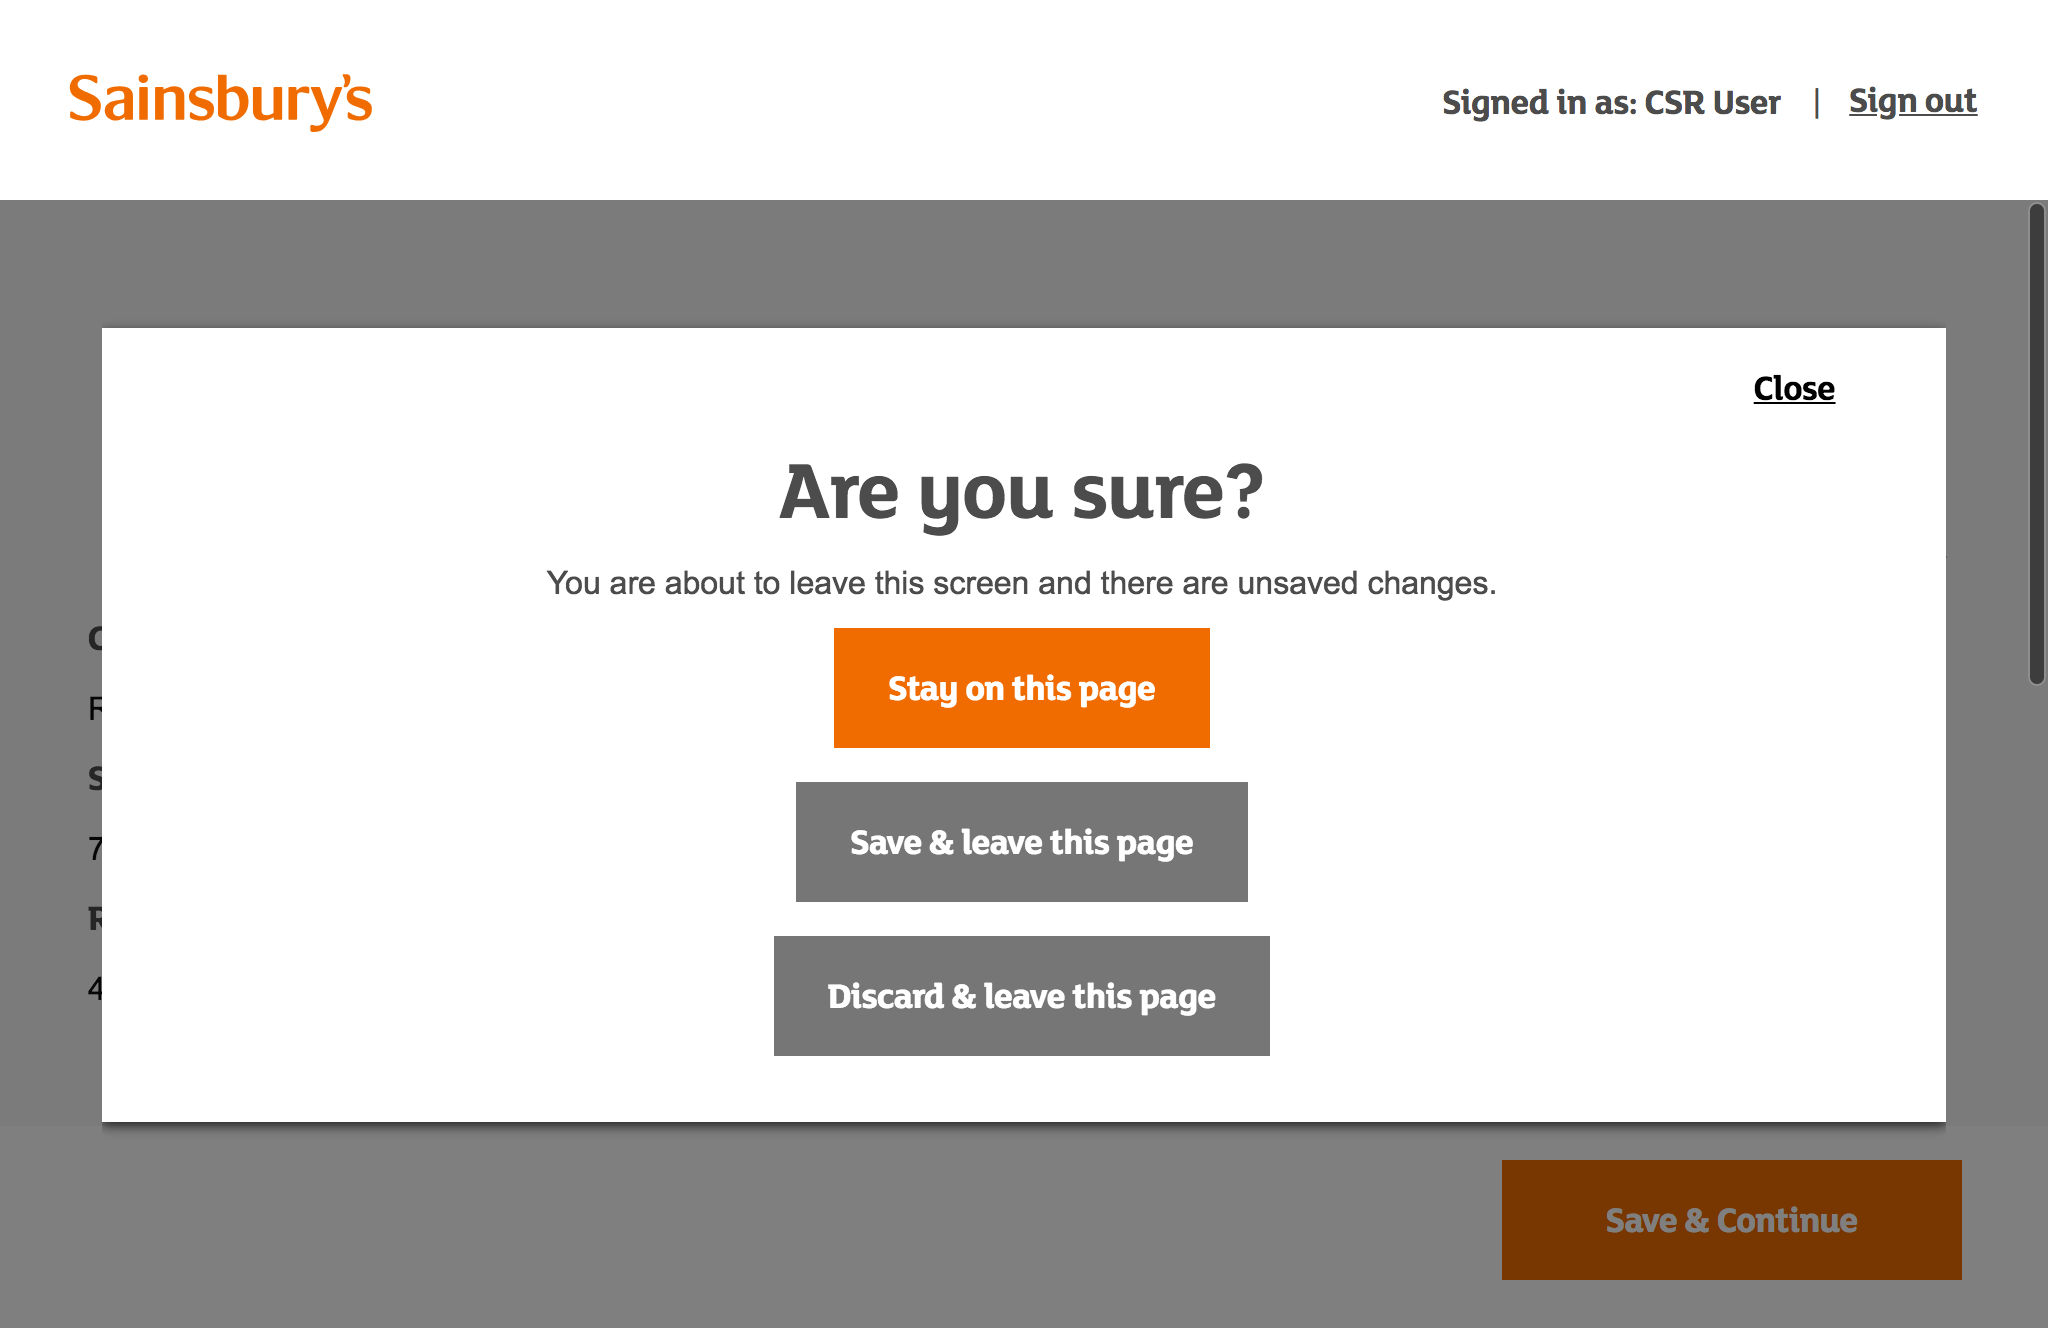 Sainsbury's
Signed in as: CSR User | Sign out
Close
Are you sure?
You are about to leave this screen and there are unsaved changes.
Stay on this page
Save & leave this page
Discard & leave this page
7
4
Save & Continue